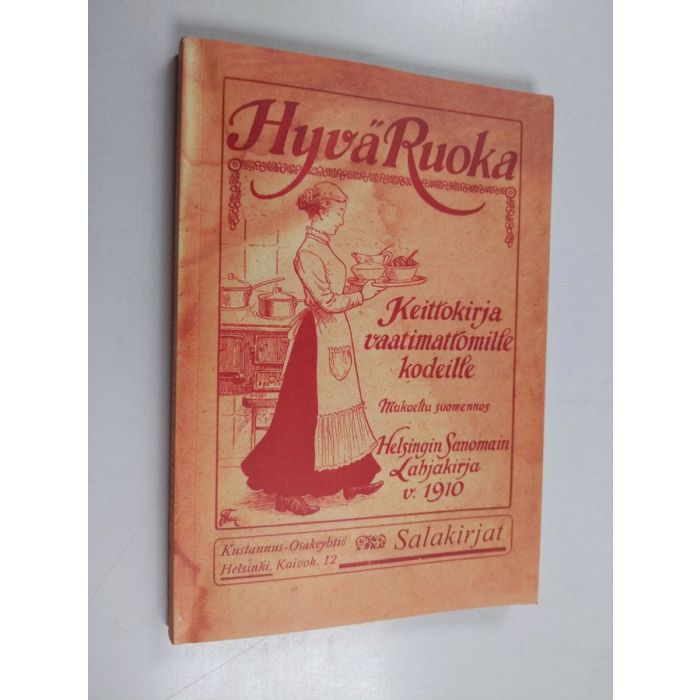 Hyvä Ruoka
Keittokirja
vaatimattomille
kodeille
Mukaeltu suomennos
Helsingin Sanomain
Lahjakirja
v. 1910
Kustannus-Osakeyhtiö
Helsinki, Kaivok. 12
Salakirjat